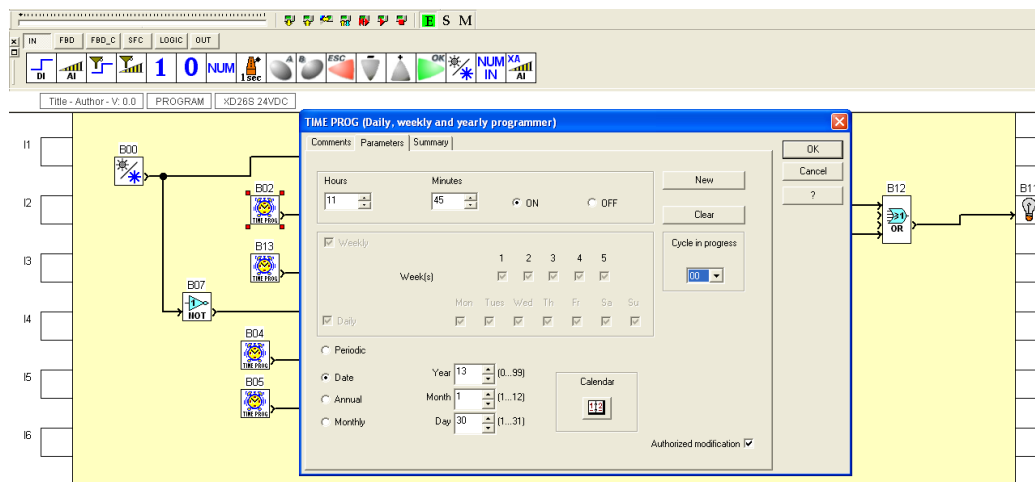 E S M
IN FBD FBD_C SFC LOGIC OUT
DI AI 1 0 NUM 1sec A B ESC OK NUM IN XA AI
Title - Author - V: 0.0 PROGRAM XD26S 24VDC
I1
I2
I3
I4
I5
I6
B00
B02
TIME PROG
B13
TIME PROG
B07
-1
NOT
B04
TIME PROG
B05
TIME PROG
TIME PROG (Daily, weekly and yearly programmer)
Comments Parameters Summary
Hours Minutes
11 45 ON OFF
Weekly
1 2 3 4 5
Week(s)
Mon Tues Wed Th Fr Sa Su
Daily
Periodic
Date
Annual
Monthly
Year 13 (0...99)
Month 1 (1...12)
Day 30 (1...31)
Calendar
New
Clear
Cycle in progress
00
Authorized modification
OK
Cancel
?
B12
≥1
OR
B11